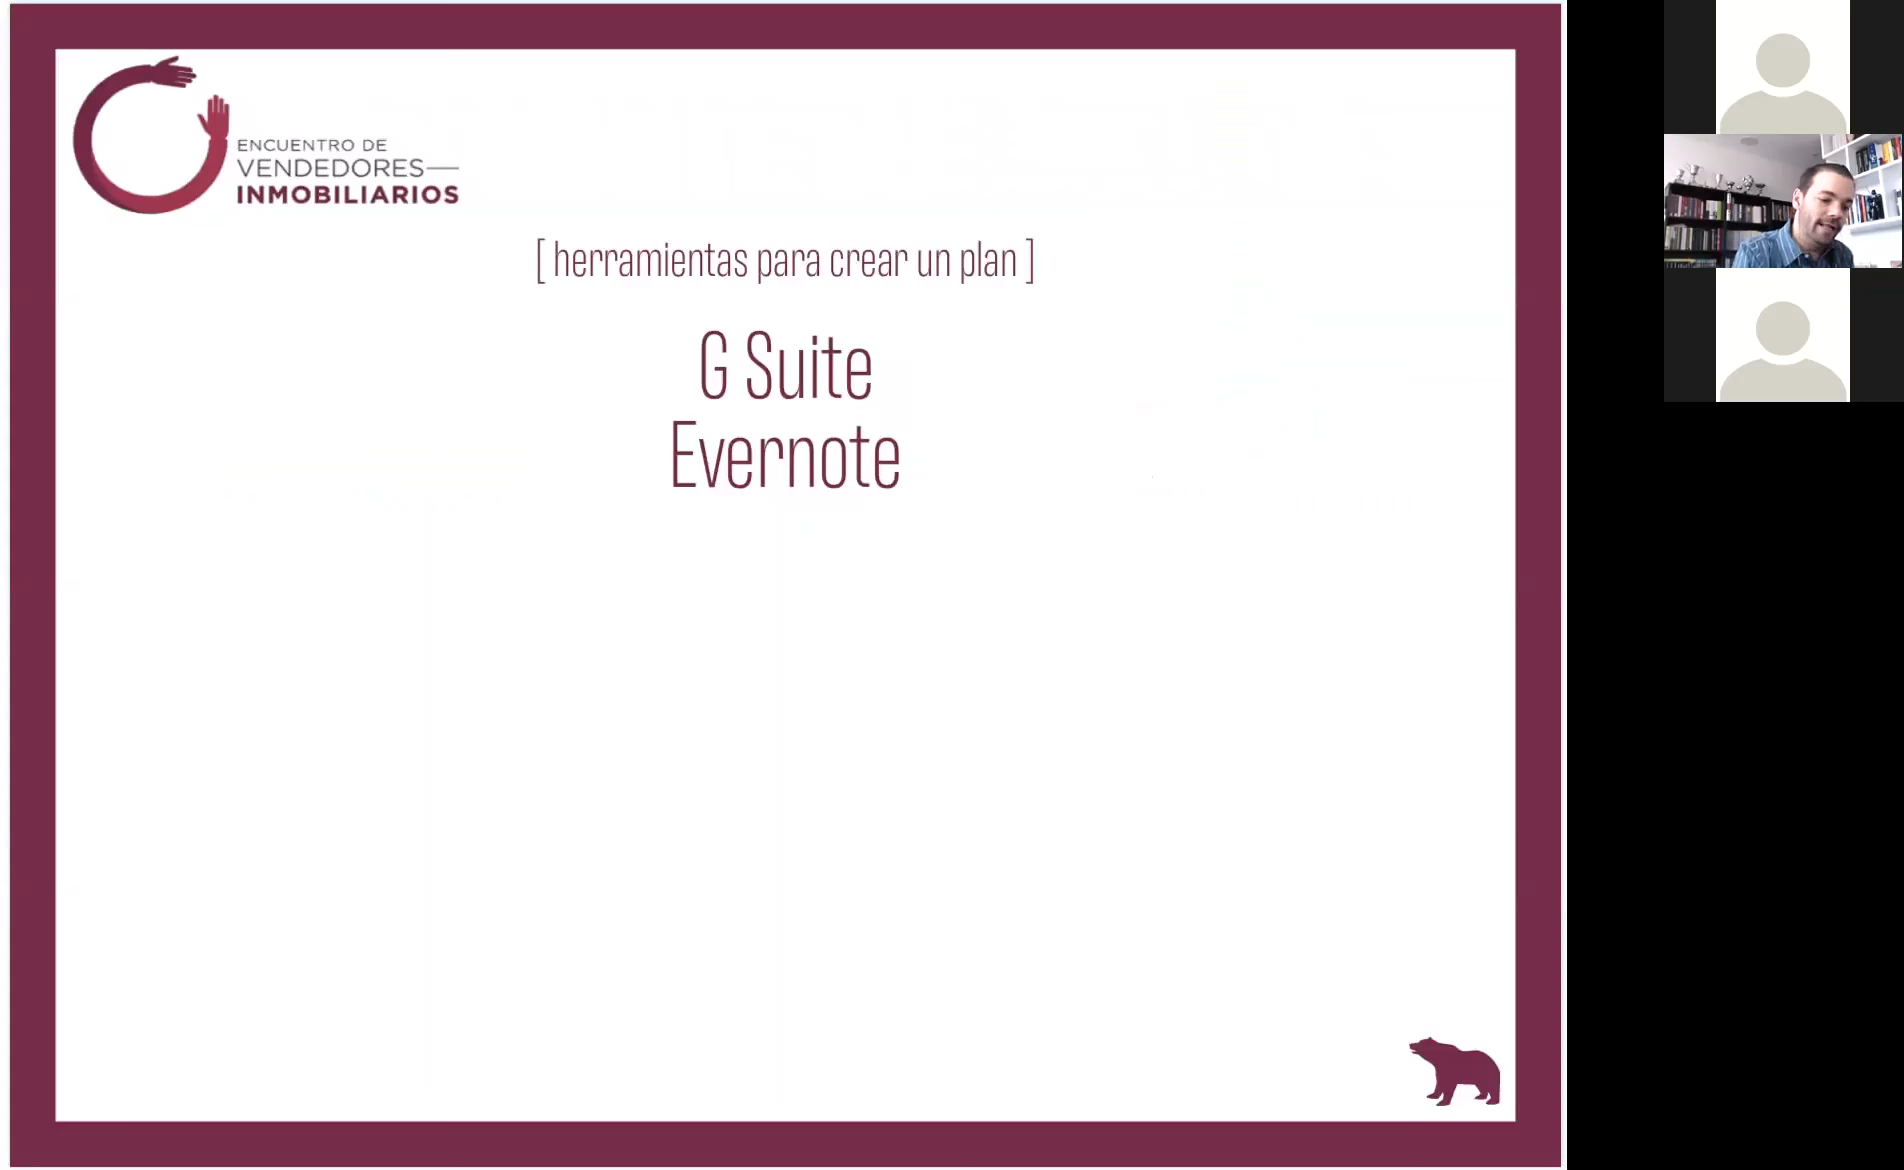 ENCUENTRO DE
VENDEDORES—
INMOBILIARIOS
[ herramientas para crear un plan ]
G Suite
Evernote